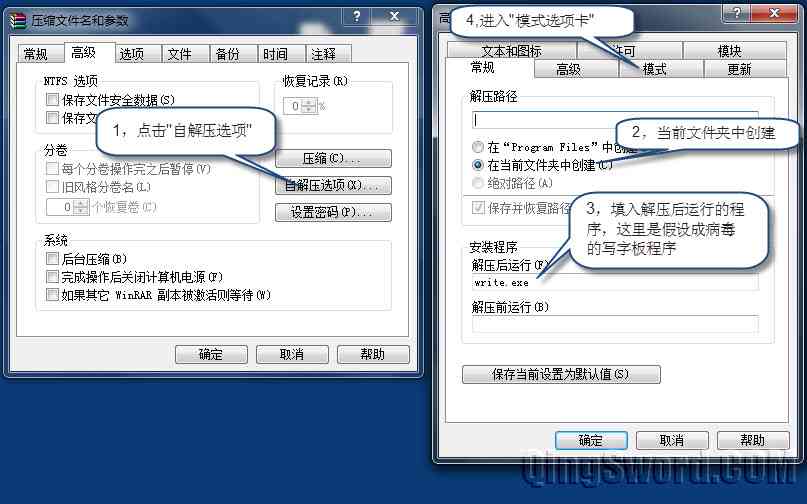 压缩文件名和参数
常规 高级 选项 文件 备份 时间 注释
NTFS 选项
保存文件安全数据(S)
保存文
恢复记录(R)
0 %
1，点击"自解压选项"
分卷
每个分卷操作完之后暂停(V)
旧风格分卷名(L)
0 个恢复卷(C)
压缩(C)...
自解压选项(X)...
设置密码(P)...
系统
后台压缩(B)
完成操作后关闭计算机电源(F)
如果其它 WinRAR 副本被激活则等待(W)
确定 取消 帮助
高
4,进入"模式选项卡"
文本和图标 许可 模块
常规 高级 模式 更新
解压路径
2，当前文件夹中创建
在“Program Files”中创建
在当前文件夹中创建(C)
绝对路径(A)
保存并恢复路径
3，填入解压后运行的程
序，这里是假设成病毒
的写字板程序
安装程序
解压后运行(F)
write.exe
解压前运行(B)
保存当前设置为默认值(S)
确定 取消 帮助
QingSword.COM